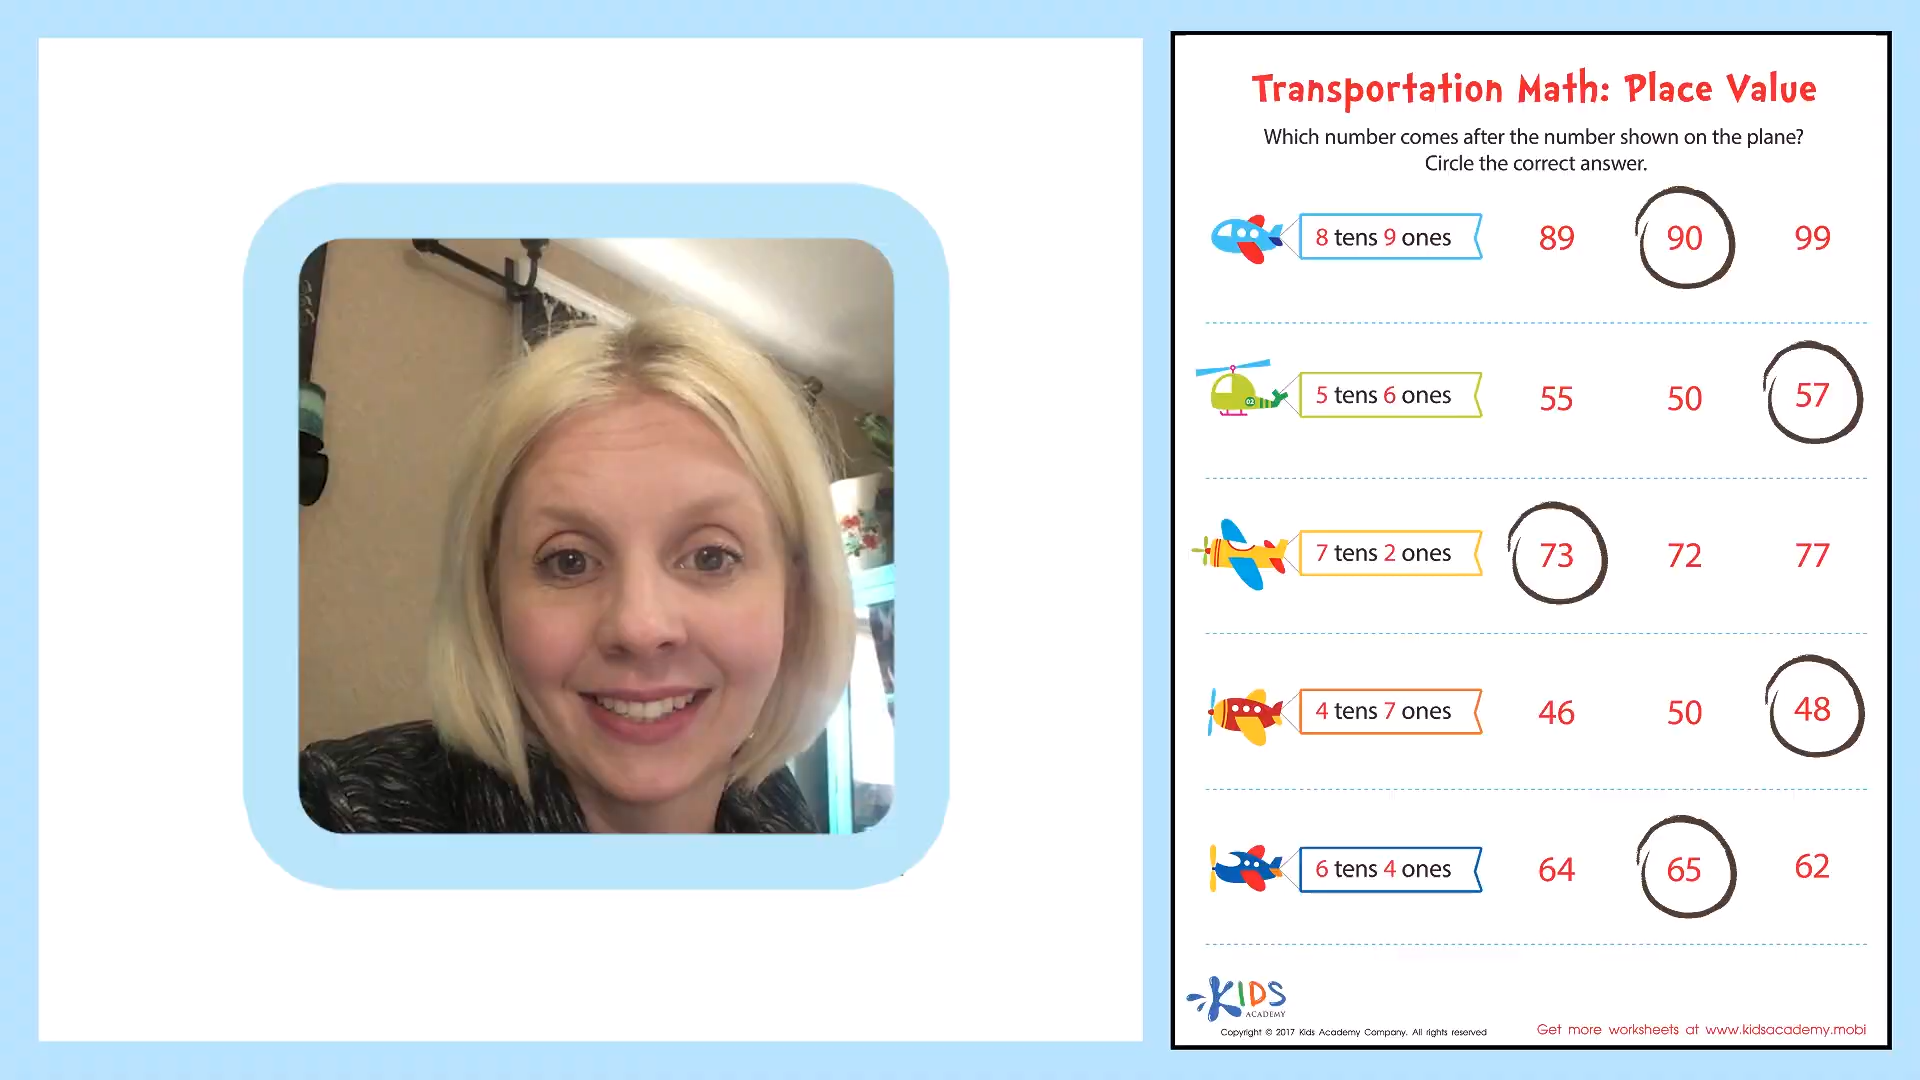 Transportation Math: Place Value
Which number comes after the number shown on the plane?
Circle the correct answer.
8 tens 9 ones 89 90 99
5 tens 6 ones 55 50 57
02
7 tens 2 ones 73 72 77
4 tens 7 ones 46 50 48
6 tens 4 ones 64 65 62
KIDS
ACADEMY
Copyright © 2017 Kids Academy Company. All rights reserved
Get more worksheets at www.kidsacademy.mobi